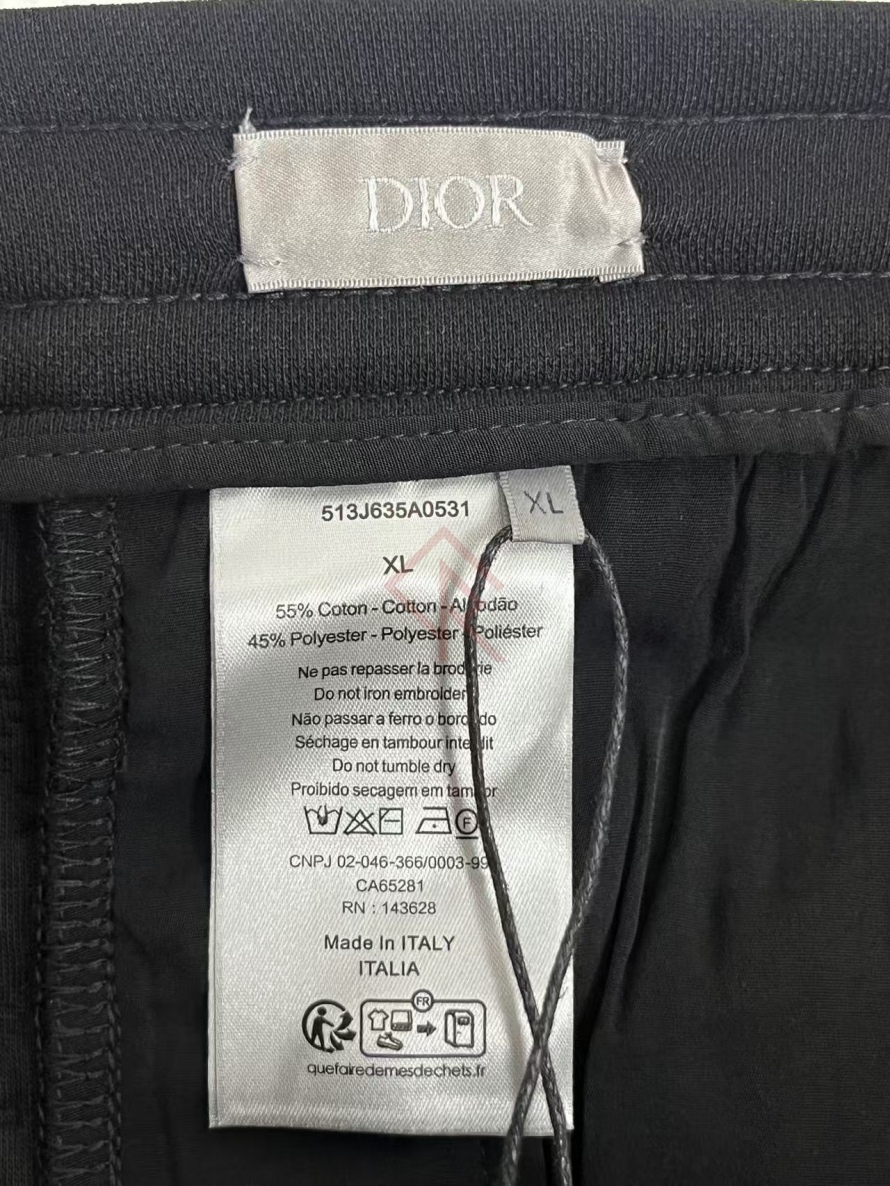 DIOR
XL
513J635A0531
XL
55% Coton - Cotton - Algodão
45% Polyester - Polyester - Poliéster
Ne pas repasser la broderie
Do not iron embroidery
Não passar a ferro o bordado
Séchage en tambour interdit
Do not tumble dry
Proibido secagem em tambor
F
CNPJ 02-046-366/0003-99
CA65281
RN : 143628
Made In ITALY
ITALIA
FR
quefairedemesdechets.fr